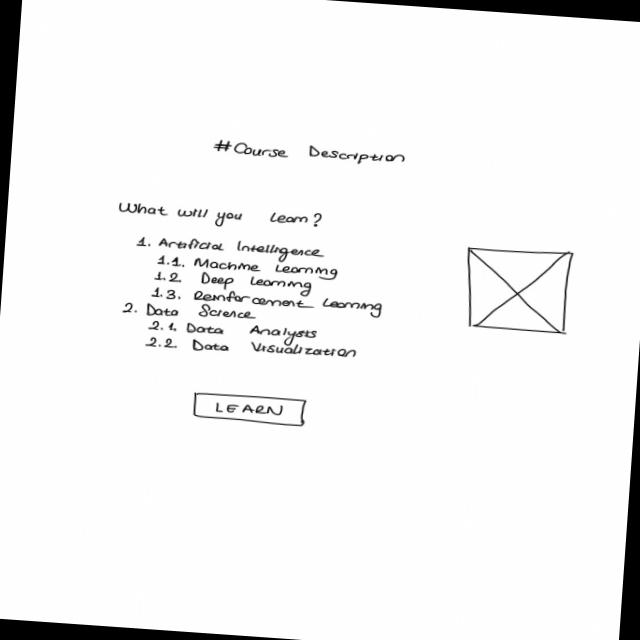 #Course Description
What will you learn?
1. Artificial Intelligence
1.1. Machine Learning
1.2 Deep Learning
1.3. Reinforcement Learning
2. Data Science
2.1. Data Analysis
2.2. Data Visualization
LEARN